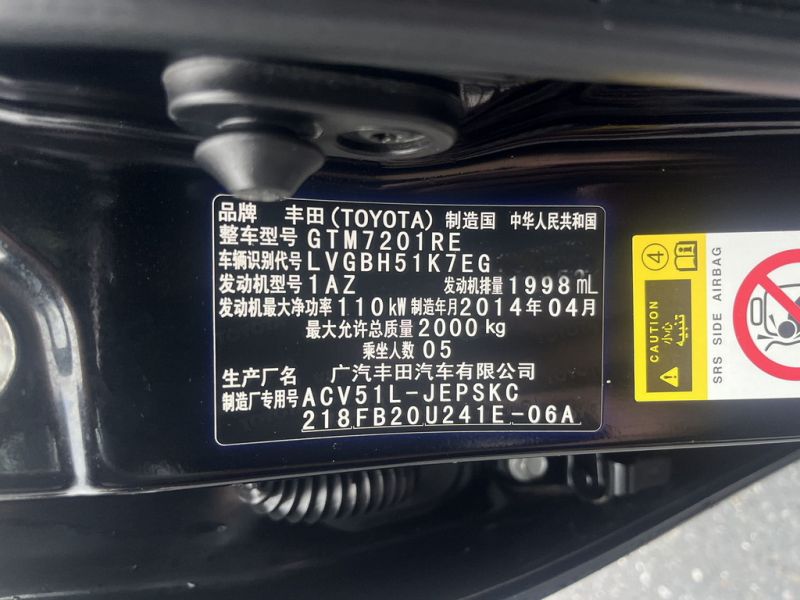 品牌 丰田(TOYOTA) 制造国 中华人民共和国
整车型号 GTM7201RE
车辆识别代号 LVGBH51K7EG
发动机型号 1AZ 发动机排量 1998 mL
发动机最大净功率 110 kW 制造年月 2014 年 04 月
最大允许总质量 2000 kg
乘坐人数 05
生产厂名 广汽丰田汽车有限公司
制造厂专用号 ACV51L-JEPSKC
218FB20U241E-06A
4
CAUTION
小心
تنبيه
SRS SIDE AIRBAG